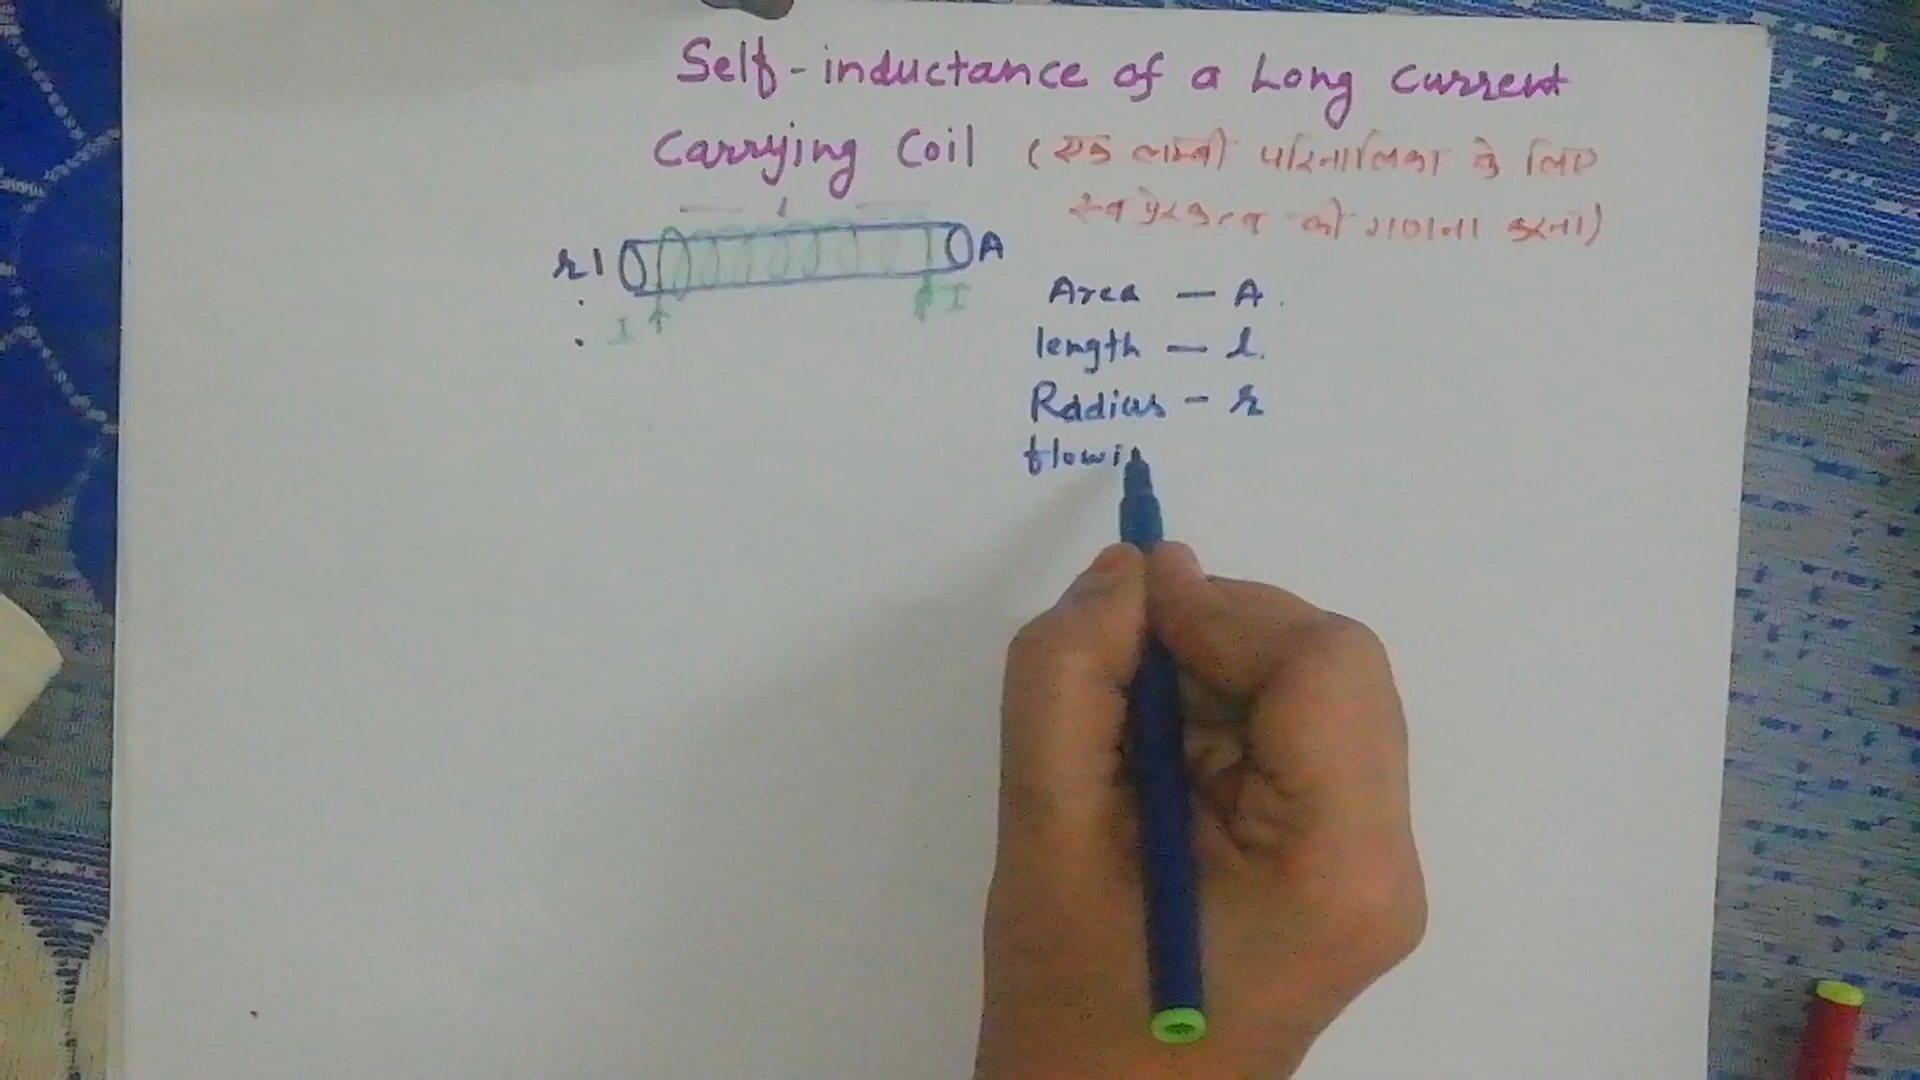 Self-inductance of a Long Current
Carrying Coil (एक लम्बी परिनालिका के लिए
स्व प्रेरकत्व की गणना करना)
l
r A
I I
Area — A.
length — l.
Radius - r
flowi